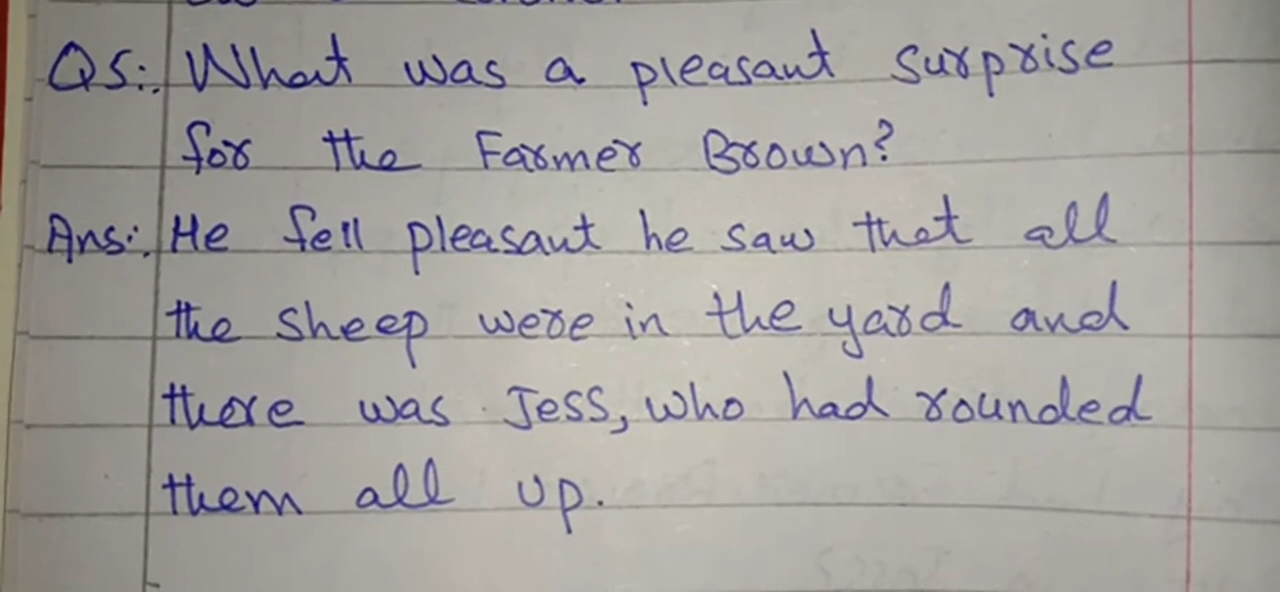 Q5:. What was a pleasant surprise
for the Farmer Brown?
Ans:. He fell pleasant he saw that all
the sheep were in the yard and
there was Jess, who had rounded
them all up.